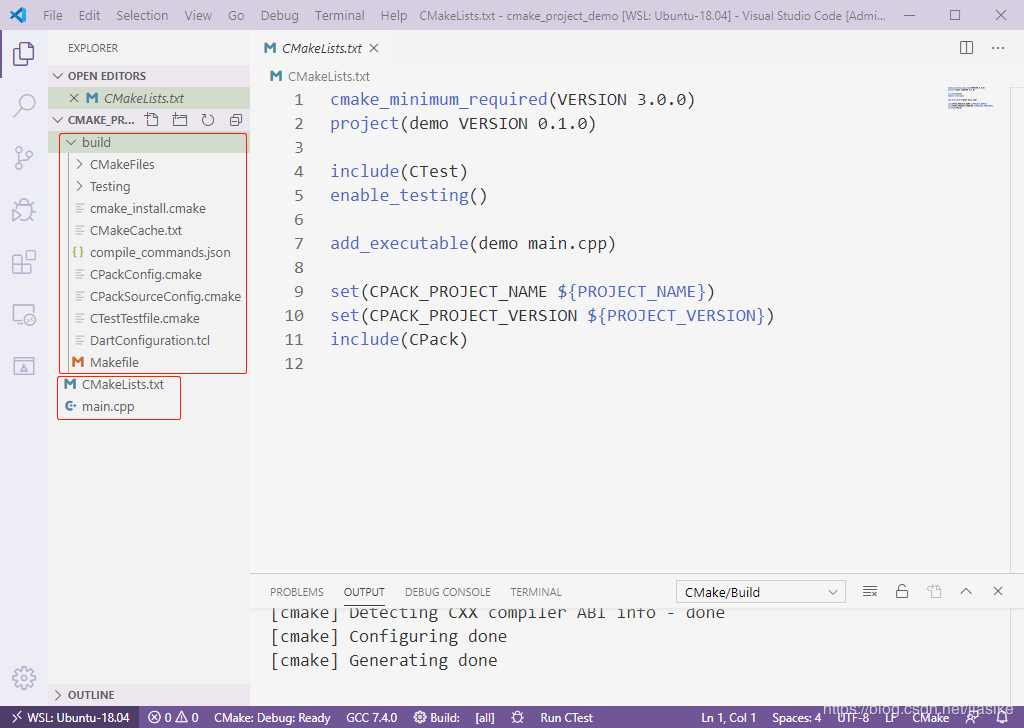 File Edit Selection View Go Debug Terminal Help CMakeLists.txt - cmake_project_demo [WSL: Ubuntu-18.04] - Visual Studio Code [Admi...
EXPLORER
OPEN EDITORS
CMakeLists.txt
CMAKE_PR...
build
CMakeFiles
Testing
cmake_install.cmake
CMakeCache.txt
compile_commands.json
CPackConfig.cmake
CPackSourceConfig.cmake
CTestTestfile.cmake
DartConfiguration.tcl
Makefile
CMakeLists.txt
main.cpp
OUTLINE
CMakeLists.txt
CMakeLists.txt
1 cmake_minimum_required(VERSION 3.0.0)
2 project(demo VERSION 0.1.0)
3
4 include(CTest)
5 enable_testing()
6
7 add_executable(demo main.cpp)
8
9 set(CPACK_PROJECT_NAME ${PROJECT_NAME})
10 set(CPACK_PROJECT_VERSION ${PROJECT_VERSION})
11 include(CPack)
12
PROBLEMS OUTPUT DEBUG CONSOLE TERMINAL CMake/Build
[cmake] Detecting CXX compiler ABI info - done
[cmake] Configuring done
[cmake] Generating done
WSL: Ubuntu-18.04 0 0 CMake: Debug: Ready GCC 7.4.0 Build: [all] Run CTest Ln 1, Col 1 Spaces: 4 UTF-8 LF CMake